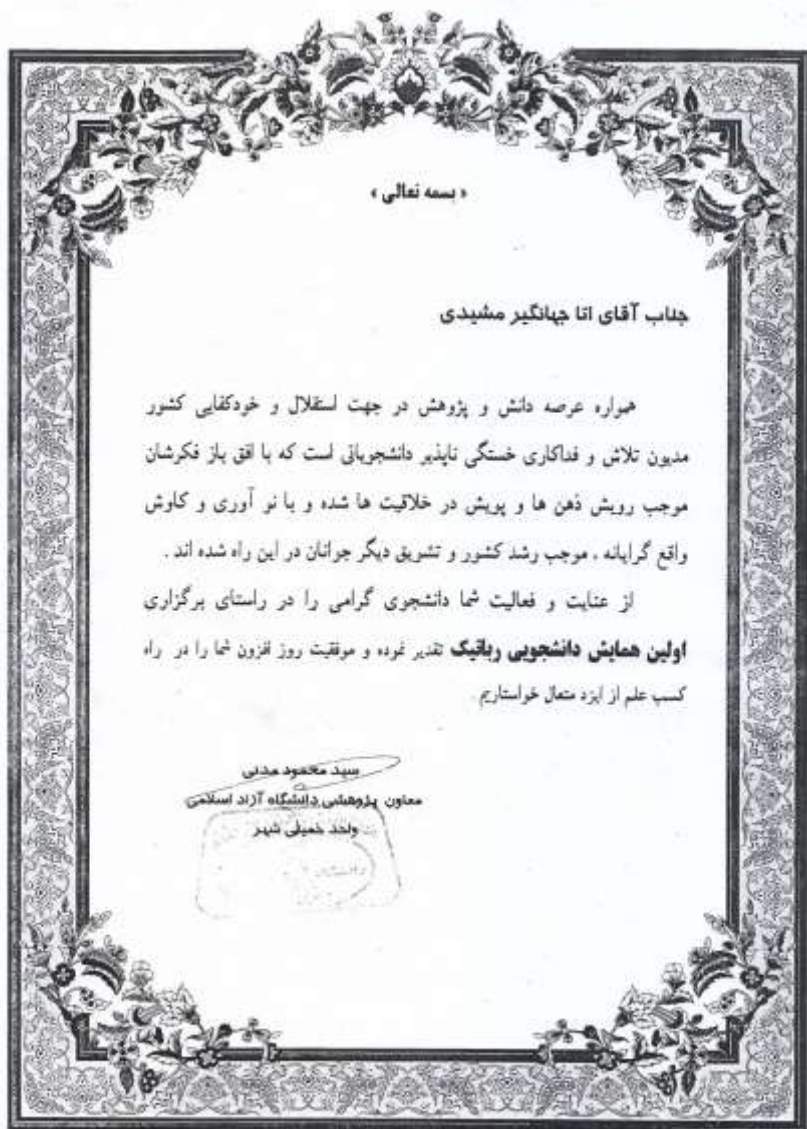 « بسمه تعالی »
جناب آقای اتا جهانگیر مشیدی
همواره عرصه دانش و پژوهش در جهت استقلال و خودکفایی کشور
مدیون تلاش و فداکاری خستگی ناپذیر دانشجویانی است که با افق باز فکرشان
موجب رویش ذهن ها و پویش در خلاقیت ها شده و با نو آوری و کاوش
واقع گرایانه ، موجب رشد کشور و تشریق دیگر جوانان در این راه شده اند .
از عنایت و فعالیت شما دانشجوی گرامی را در راستای برگزاری
اولین همایش دانشجویی رباتیک تقدیر نموده و موفقیت روز افزون شما را در راه
کسب علم از ایزد متعال خواستاریم .
سید محمود مدنی
معاون پژوهشی دانشگاه آزاد اسلامی
واحد خمینی شهر